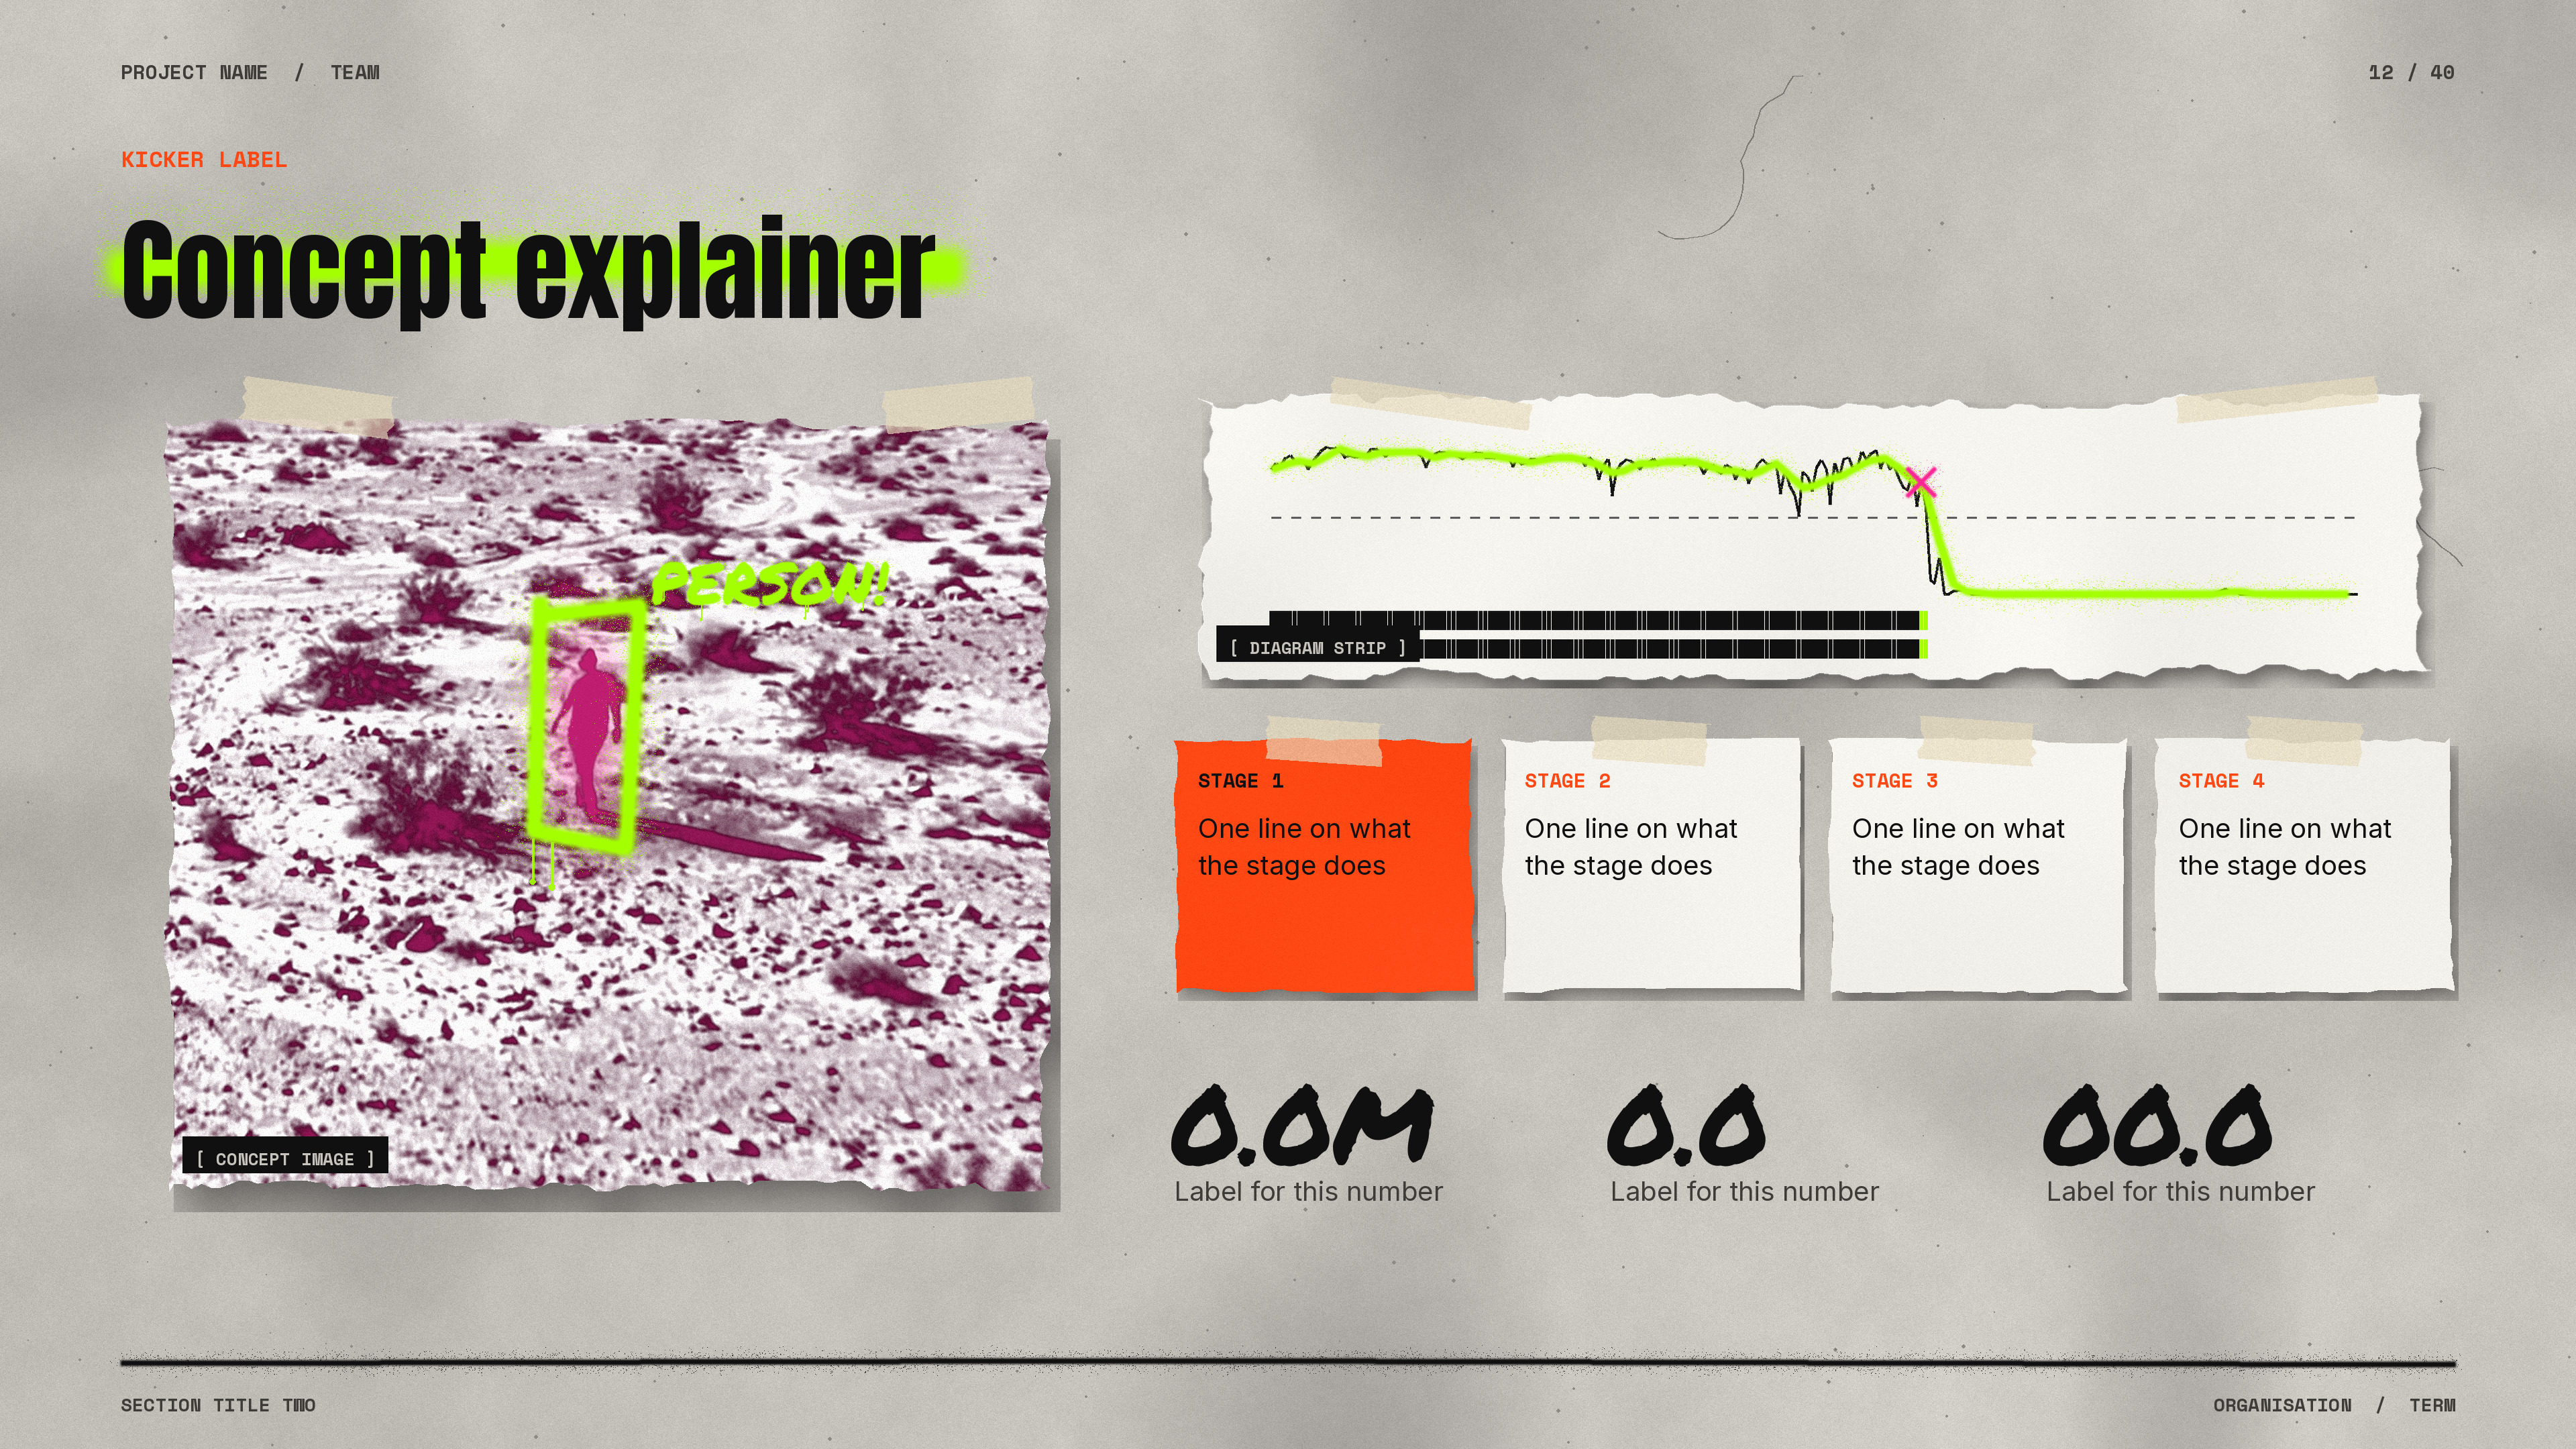 PROJECT NAME / TEAM
12 / 40
KICKER LABEL
Concept explainer
PERSON!
[ CONCEPT IMAGE ]
[ DIAGRAM STRIP ]
STAGE 1
One line on what
the stage does
STAGE 2
One line on what
the stage does
STAGE 3
One line on what
the stage does
STAGE 4
One line on what
the stage does
0.0M
Label for this number
0.0
Label for this number
00.0
Label for this number
SECTION TITLE TWO
ORGANISATION / TERM